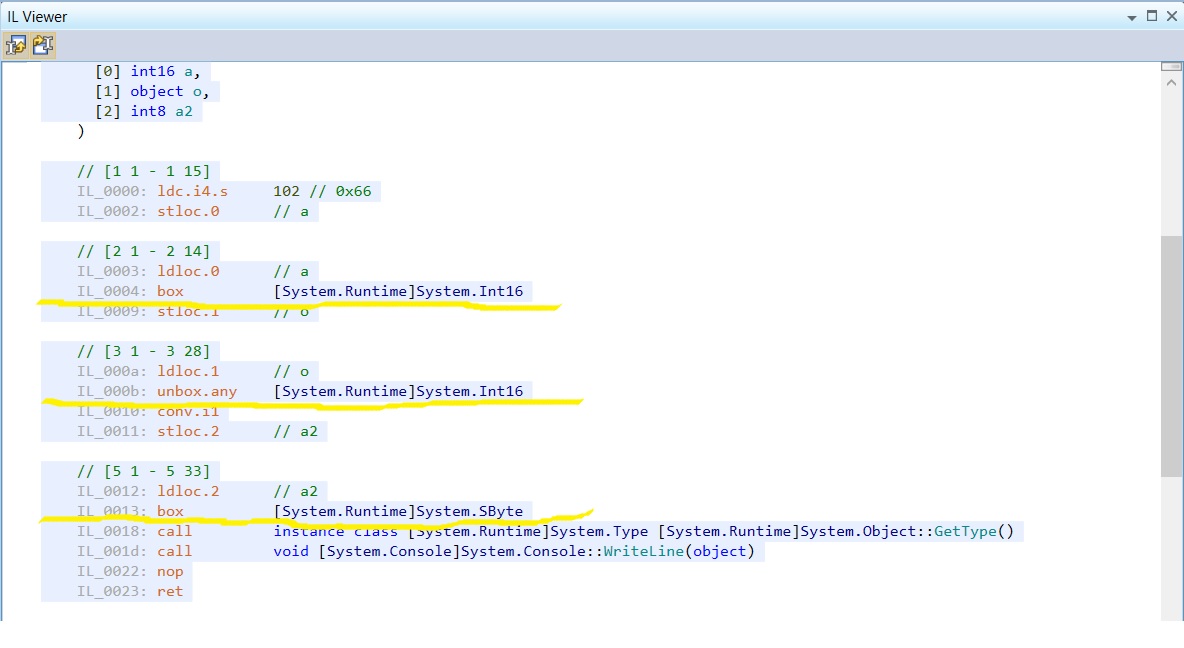 IL Viewer
[0] int16 a,
[1] object o,
[2] int8 a2
)
// [1 1 - 1 15]
IL_0000: ldc.i4.s 102 // 0x66
IL_0002: stloc.0 // a
// [2 1 - 2 14]
IL_0003: ldloc.0 // a
IL_0004: box [System.Runtime]System.Int16
IL_0009: stloc.1 // o
// [3 1 - 3 28]
IL_000a: ldloc.1 // o
IL_000b: unbox.any [System.Runtime]System.Int16
IL_0010: conv.i1
IL_0011: stloc.2 // a2
// [5 1 - 5 33]
IL_0012: ldloc.2 // a2
IL_0013: box [System.Runtime]System.SByte
IL_0018: call instance class [System.Runtime]System.Type [System.Runtime]System.Object::GetType()
IL_001d: call void [System.Console]System.Console::WriteLine(object)
IL_0022: nop
IL_0023: ret